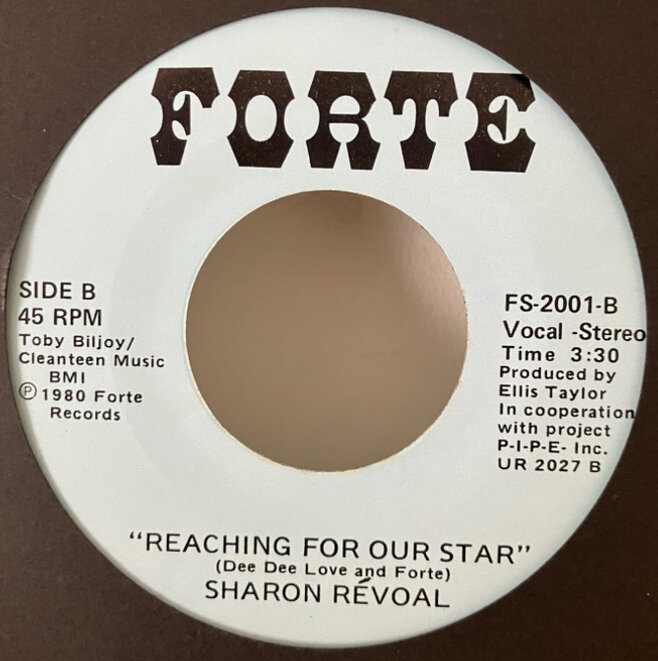 FORTE
SIDE B
45 RPM
Toby Biljoy/
Cleanteen Music
BMI
Ⓟ 1980 Forte
Records
FS-2001-B
Vocal -Stereo
Time 3:30
Produced by
Ellis Taylor
In cooperation
with project
P-I-P-E- Inc.
UR 2027 B
"REACHING FOR OUR STAR"
(Dee Dee Love and Forte)
SHARON RÉVOAL